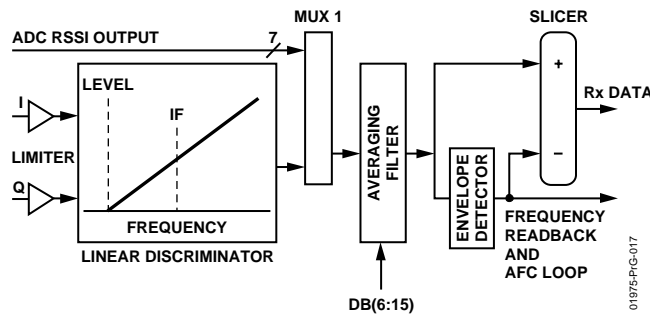 MUX 1
SLICER
ADC RSSI OUTPUT
7
LEVEL
IF
I
LIMITER
Q
FREQUENCY
LINEAR DISCRIMINATOR
AVERAGING
FILTER
DB(6:15)
ENVELOPE
DETECTOR
+
–
Rx DATA
FREQUENCY
READBACK
AND
AFC LOOP
01975-PrG-017